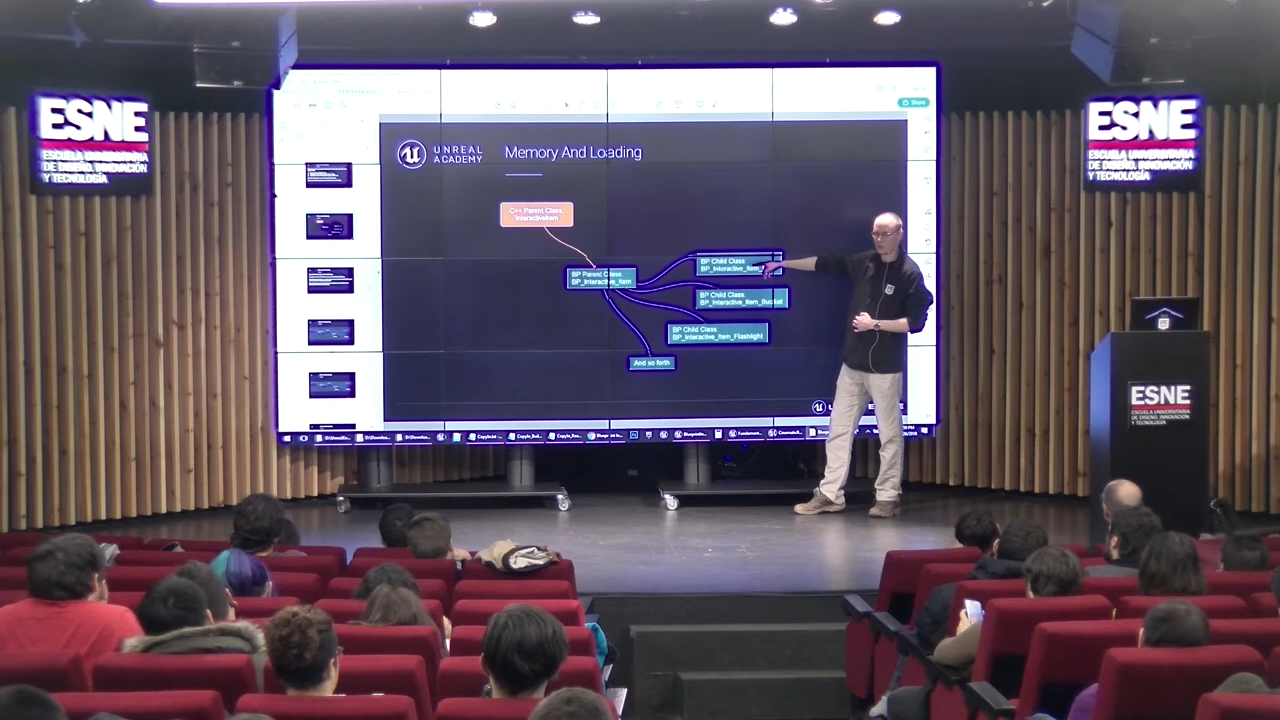 ESNE
ESCUELA UNIVERSITARIA
DE DISEÑO, INNOVACIÓN
Y TECNOLOGÍA
Share
UNREAL
ACADEMY
Memory And Loading
C++ Parent Class:
InteractiveItem
BP Parent Class
BP_Interactive_Item
BP Child Class
BP_Interactive_Item_
BP Child Class
BP_Interactive_Item_Bucket
BP Child Class
BP_Interactive_Item_Flashlight
And so forth
ESNE
ESCUELA UNIVERSITARIA
DE DISEÑO, INNOVACIÓN
Y TECNOLOGÍA
ESNE
ESCUELA UNIVERSITARIA
DE DISEÑO, INNOVACIÓN
Y TECNOLOGÍA